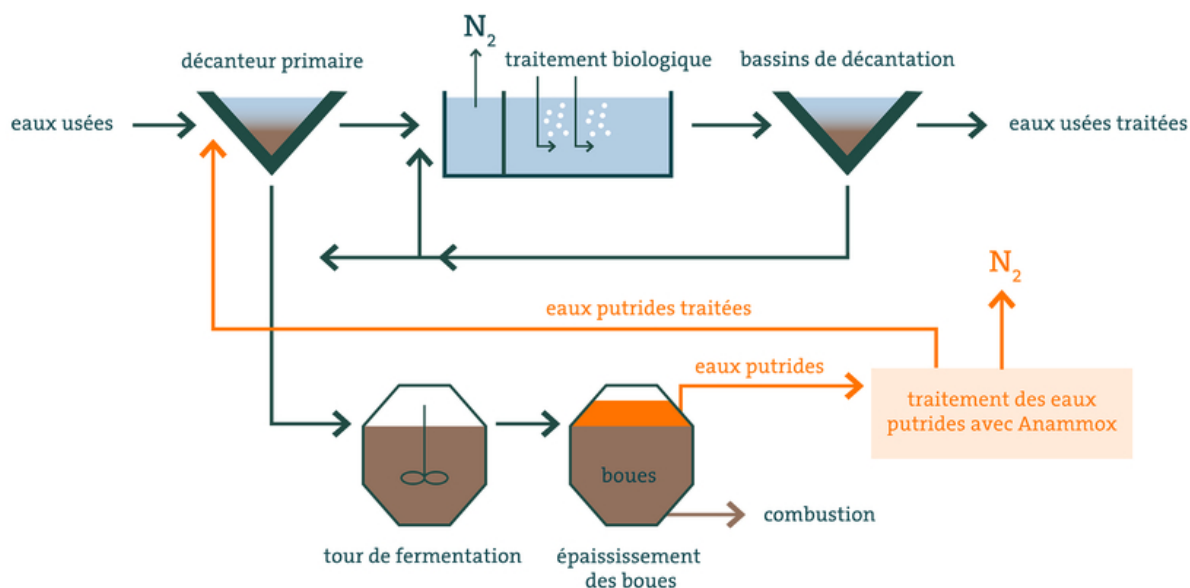 N₂
décanteur primaire
traitement biologique
bassins de décantation
eaux usées
eaux usées traitées
N₂
eaux putrides traitées
eaux putrides
traitement des eaux
putrides avec Anammox
boues
combustion
tour de fermentation
épaississement
des boues